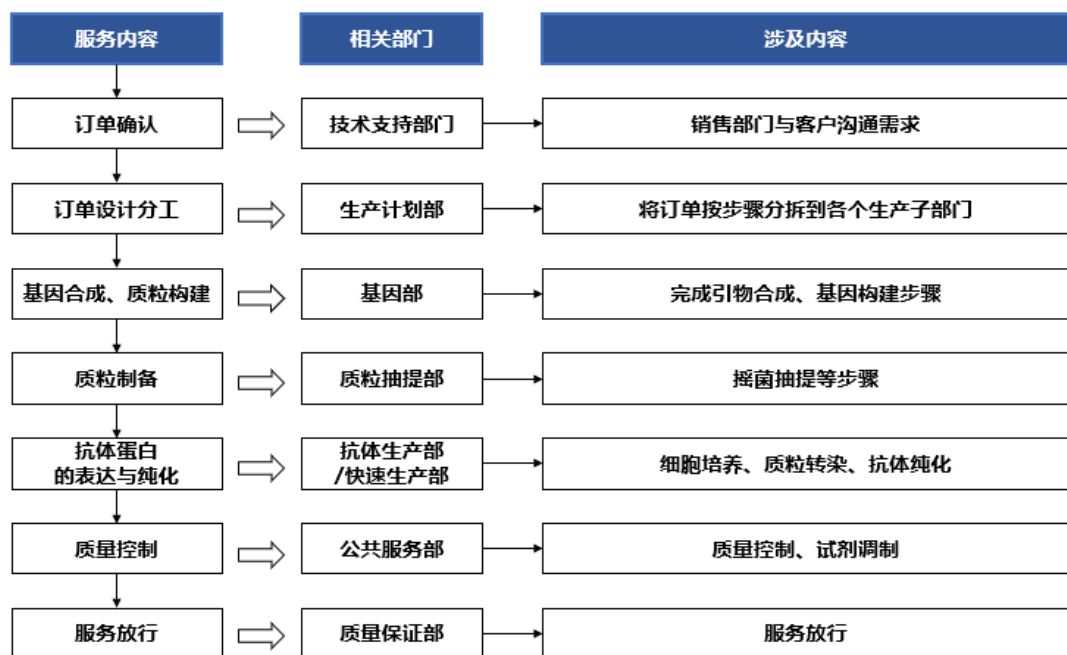 服务内容
相关部门
涉及内容
订单确认
技术支持部门
销售部门与客户沟通需求
订单设计分工
生产计划部
将订单按步骤分拆到各个生产子部门
基因合成、质粒构建
基因部
完成引物合成、基因构建步骤
质粒制备
质粒抽提部
摇菌抽提等步骤
抗体蛋白
的表达与纯化
抗体生产部
/快速生产部
细胞培养、质粒转染、抗体纯化
质量控制
公共服务部
质量控制、试剂调制
服务放行
质量保证部
服务放行